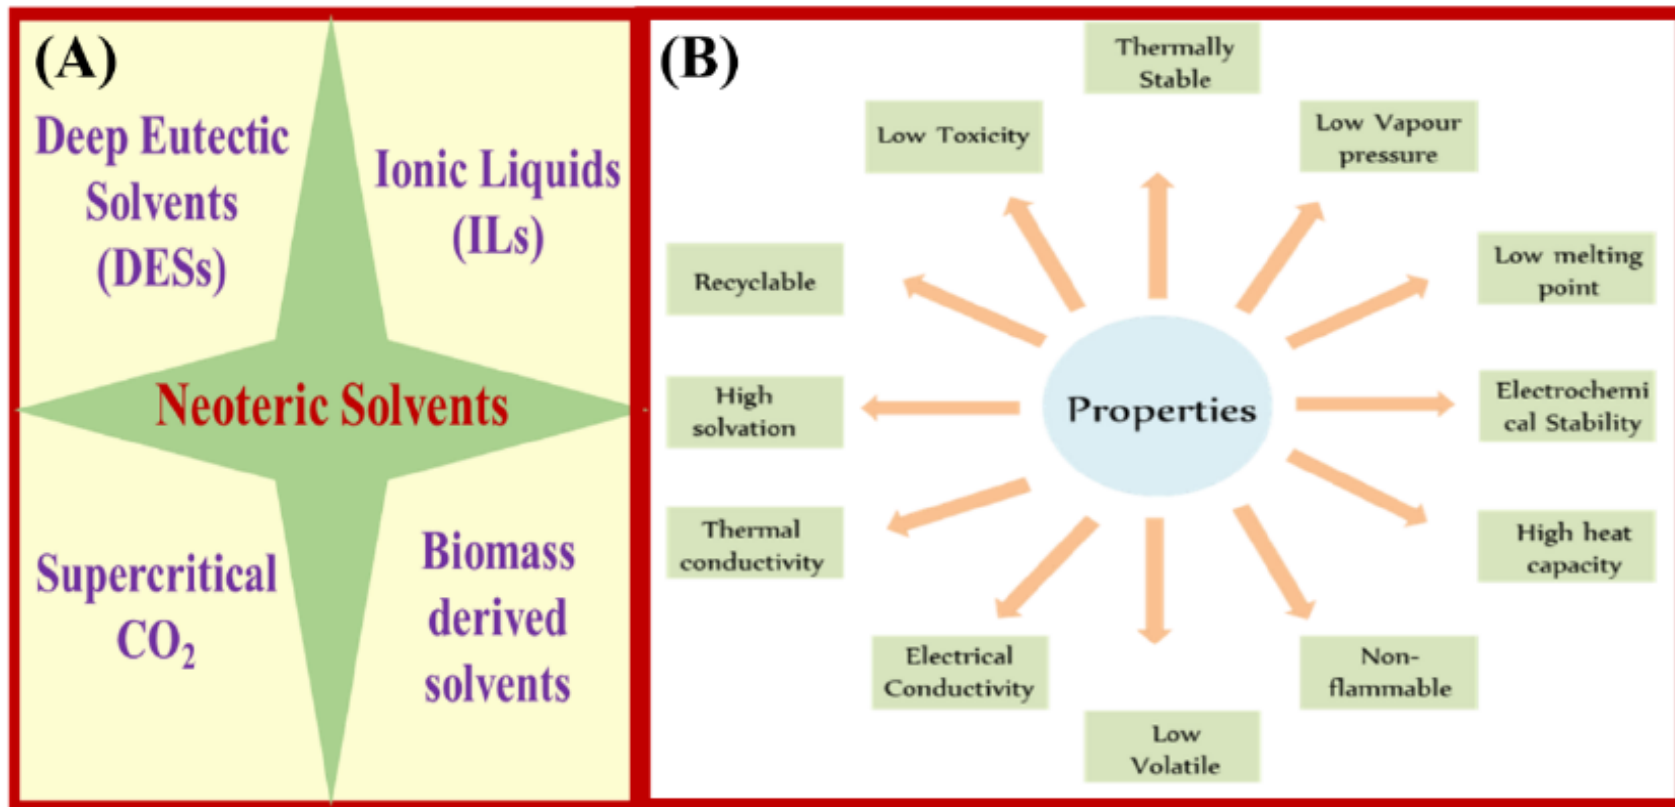 (A)
Deep Eutectic
Solvents
(DESs)
Ionic Liquids
(ILs)
Neoteric Solvents
Supercritical
CO₂
Biomass
derived
solvents
(B)
Thermally
Stable
Low Vapour
pressure
Low melting
point
Electrochemi
cal Stability
High heat
capacity
Non-
flammable
Low
Volatile
Electrical
Conductivity
Thermal
conductivity
High
solvation
Recyclable
Low Toxicity
Properties